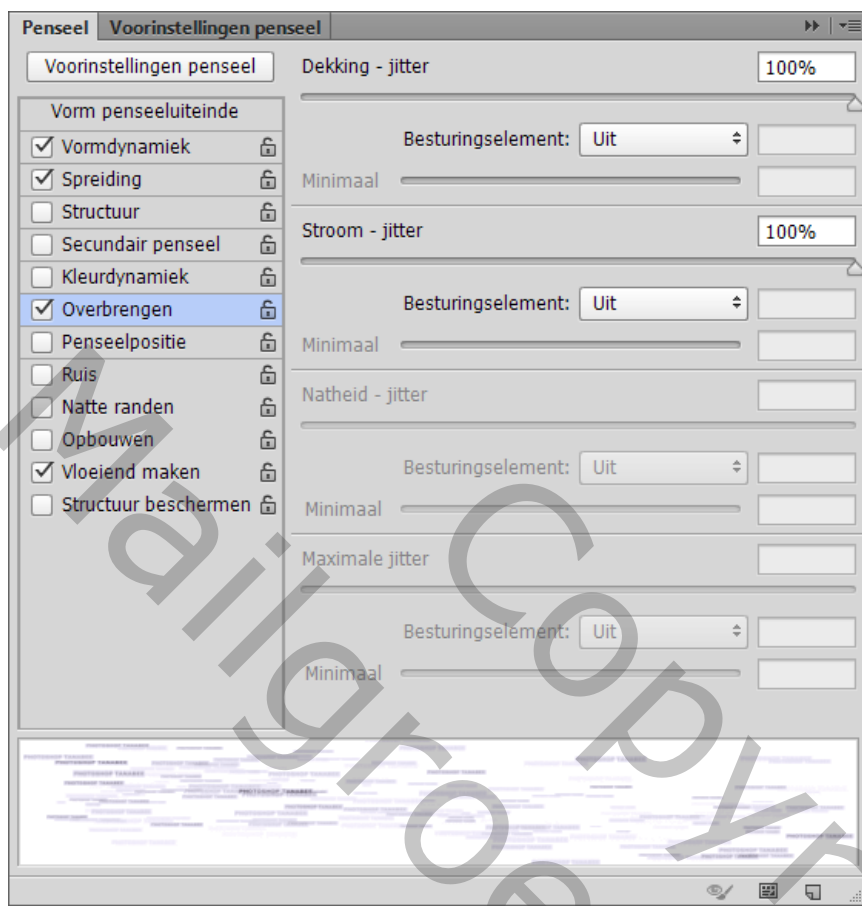 Penseel Voorinstellingen penseel
Voorinstellingen penseel
Vorm penseeluiteinde
Vormdynamiek
Spreiding
Structuur
Secundair penseel
Kleurdynamiek
Overbrengen
Penseelpositie
Ruis
Natte randen
Opbouwen
Vloeiend maken
Structuur beschermen
Dekking - jitter 100%
Besturingselement: Uit
Minimaal
Stroom - jitter 100%
Besturingselement: Uit
Minimaal
Natheid - jitter
Besturingselement: Uit
Minimaal
Maximale jitter
Besturingselement: Uit
Minimaal